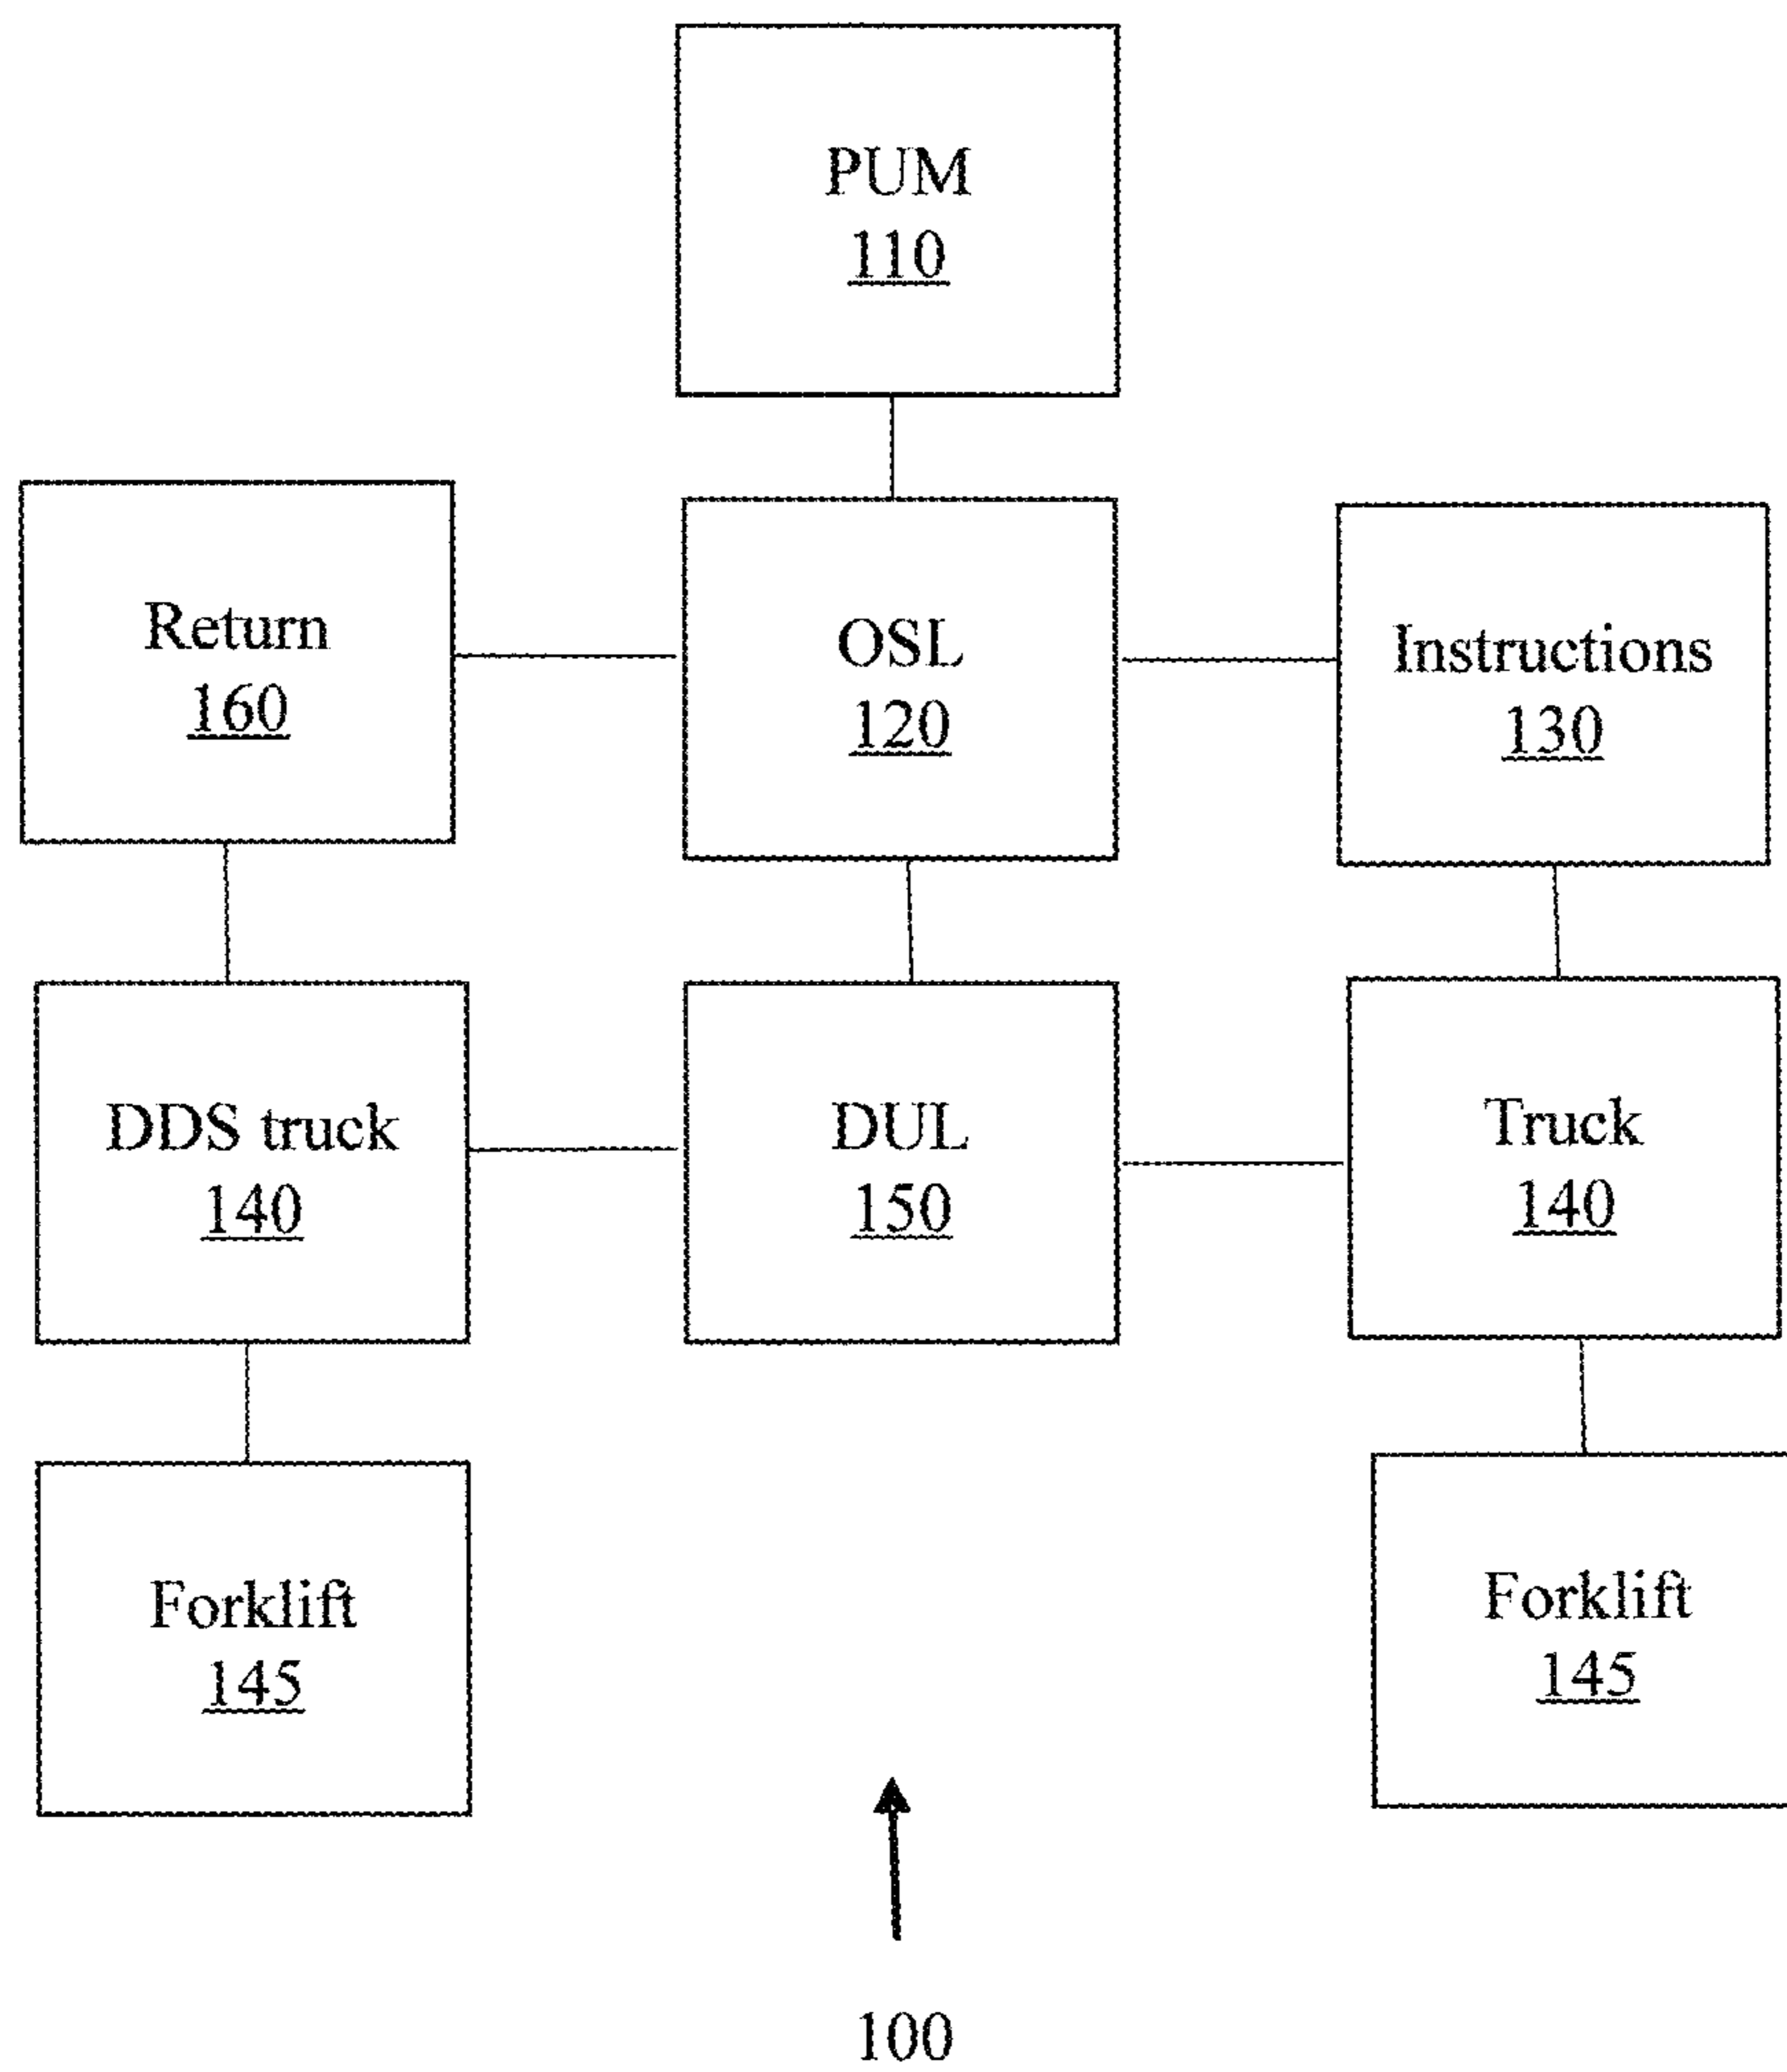 PUM
110
Return
160
OSL
120
Instructions
130
DDS truck
140
DUL
150
Truck
140
Forklift
145
Forklift
145
100